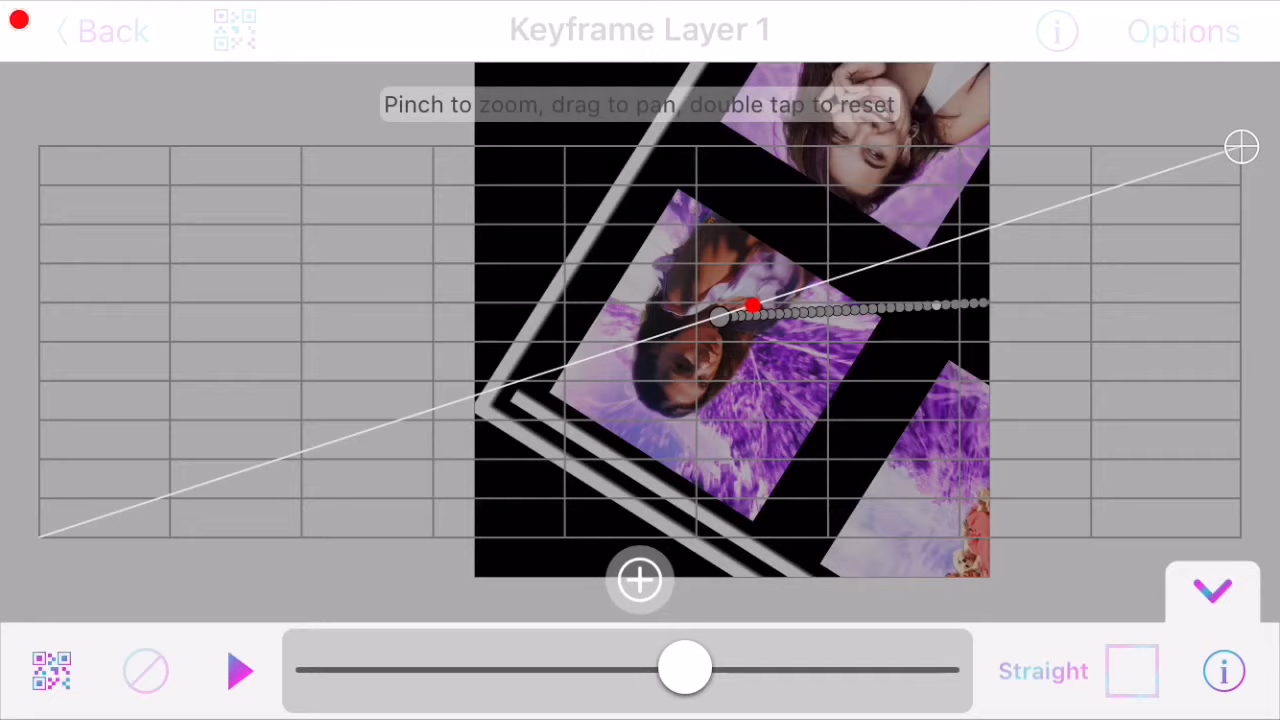 Back
Keyframe Layer 1
Options
Pinch to zoom, drag to pan, double tap to reset
Straight